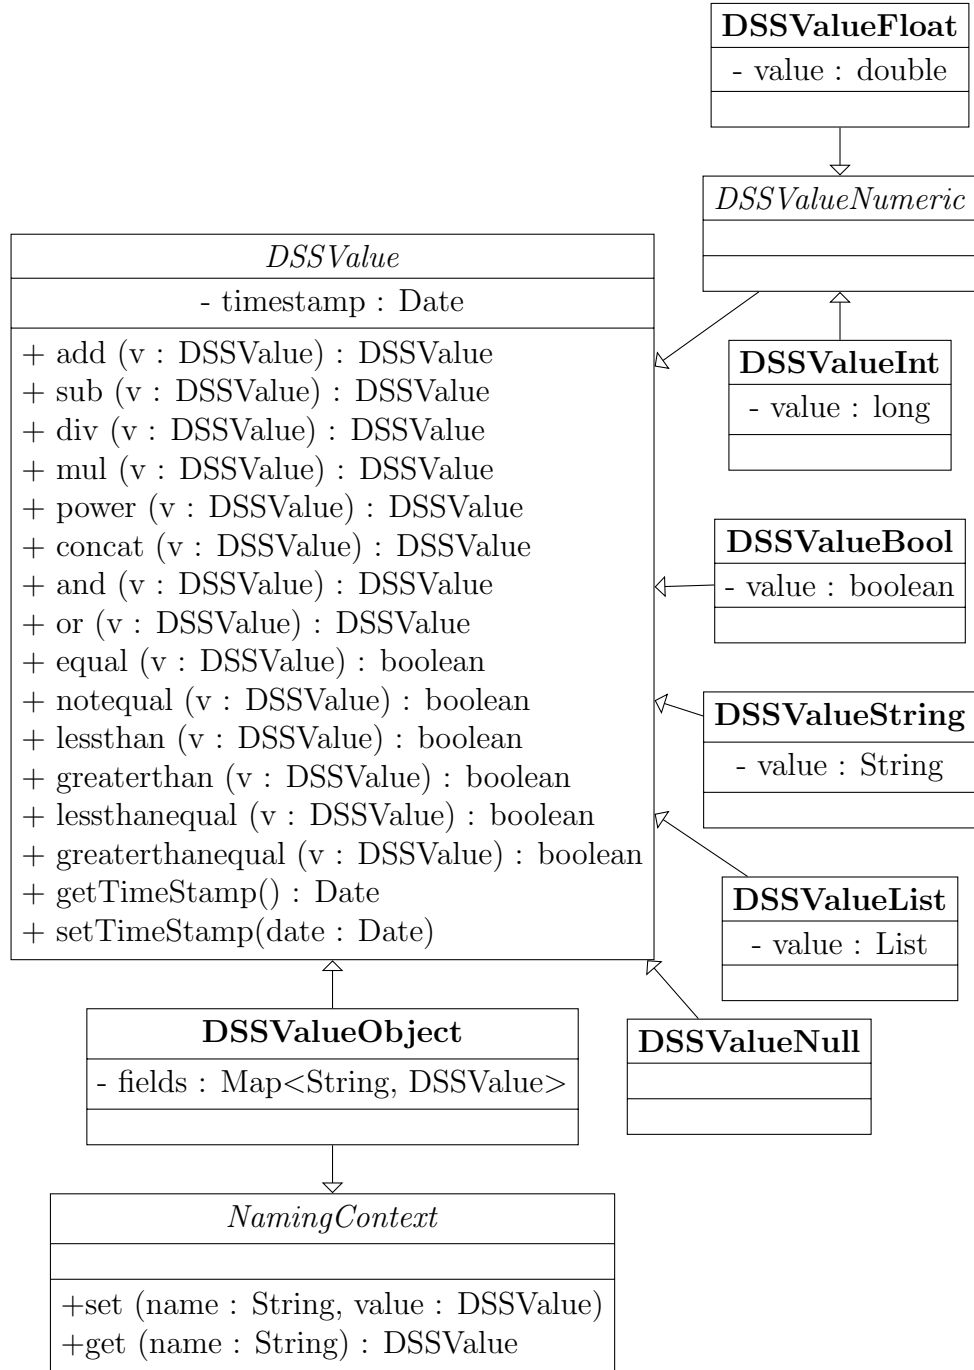 DSSValueFloat
- value : double
DSSValueNumeric
DSSValue
- timestamp : Date
+ add (v : DSSValue) : DSSValue
+ sub (v : DSSValue) : DSSValue
+ div (v : DSSValue) : DSSValue
+ mul (v : DSSValue) : DSSValue
+ power (v : DSSValue) : DSSValue
+ concat (v : DSSValue) : DSSValue
+ and (v : DSSValue) : DSSValue
+ or (v : DSSValue) : DSSValue
+ equal (v : DSSValue) : boolean
+ notequal (v : DSSValue) : boolean
+ lessthan (v : DSSValue) : boolean
+ greaterthan (v : DSSValue) : boolean
+ lessthanequal (v : DSSValue) : boolean
+ greaterthanequal (v : DSSValue) : boolean
+ getTimeStamp() : Date
+ setTimeStamp(date : Date)
DSSValueInt
- value : long
DSSValueBool
- value : boolean
DSSValueString
- value : String
DSSValueList
- value : List
DSSValueNull
DSSValueObject
- fields : Map<String, DSSValue>
NamingContext
+set (name : String, value : DSSValue)
+get (name : String) : DSSValue